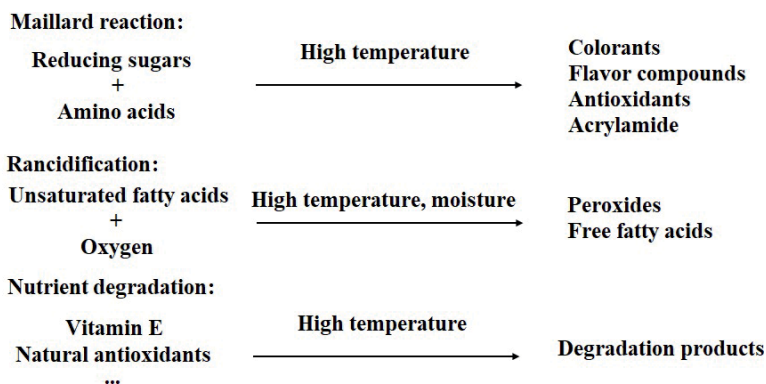 Maillard reaction:
Reducing sugars
+
Amino acids
High temperature
Colorants
Flavor compounds
Antioxidants
Acrylamide
Rancidification:
Unsaturated fatty acids
+
Oxygen
High temperature, moisture
Peroxides
Free fatty acids
Nutrient degradation:
Vitamin E
Natural antioxidants
...
High temperature
Degradation products